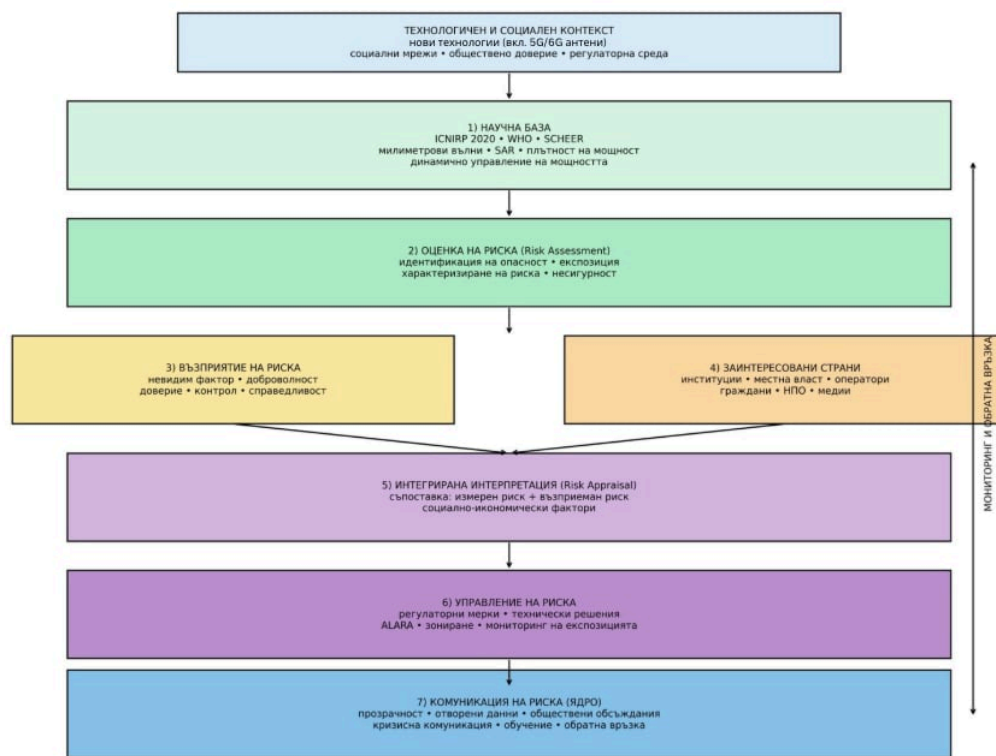 ТЕХНОЛОГИЧЕН И СОЦИАЛЕН КОНТЕКСТ
нови технологии (вкл. 5G/6G антени)
социални мрежи • обществено доверие • регулаторна среда
1) НАУЧНА БАЗА
ICNIRP 2020 • WHO • SCHEER
милиметрови вълни • SAR • плътност на мощност
динамично управление на мощността
2) ОЦЕНКА НА РИСКА (Risk Assessment)
идентификация на опасност • експозиция
характеризиране на риска • несигурност
3) ВЪЗПРИЯТИЕ НА РИСКА
невидим фактор • доброволност
доверие • контрол • справедливост
4) ЗАИНТЕРЕСОВАНИ СТРАНИ
институции • местна власт • оператори
граждани • НПО • медии
МОНИТОРИНГ И ОБРАТНА ВРЪЗКА
5) ИНТЕГРИРАНА ИНТЕРПРЕТАЦИЯ (Risk Appraisal)
съпоставка: измерен риск + възприеман риск
социално-икономически фактори
6) УПРАВЛЕНИЕ НА РИСКА
регулаторни мерки • технически решения
ALARA • зониране • мониторинг на експозицията
7) КОМУНИКАЦИЯ НА РИСКА (ЯДРО)
прозрачност • отворени данни • обществени обсъждания
кризисна комуникация • обучение • обратна връзка